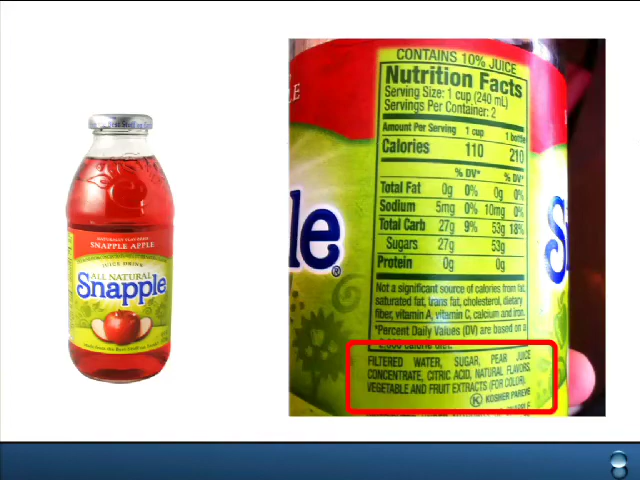 NATURALLY FLAVORED
SNAPPLE APPLE
JUICE DRINK
ALL NATURAL
Snapple
CONTAINS 10% JUICE
Nutrition Facts
Serving Size: 1 cup (240 mL)
Servings Per Container: 2
Amount Per Serving 1 cup 1 bottle
Calories 110 210
% DV* % DV*
Total Fat 0g 0% 0g 0%
Sodium 5mg 0% 10mg 0%
Total Carb 27g 9% 53g 18%
Sugars 27g 53g
Protein 0g 0g
Not a significant source of calories from fat,
saturated fat, trans fat, cholesterol, dietary
fiber, vitamin A, vitamin C, calcium and iron.
*Percent Daily Values (DV) are based on a
2,000 calorie diet.
FILTERED WATER, SUGAR, PEAR JUICE
CONCENTRATE, CITRIC ACID, NATURAL FLAVORS,
VEGETABLE AND FRUIT EXTRACTS (FOR COLOR).
K KOSHER PAREVE
le®
S